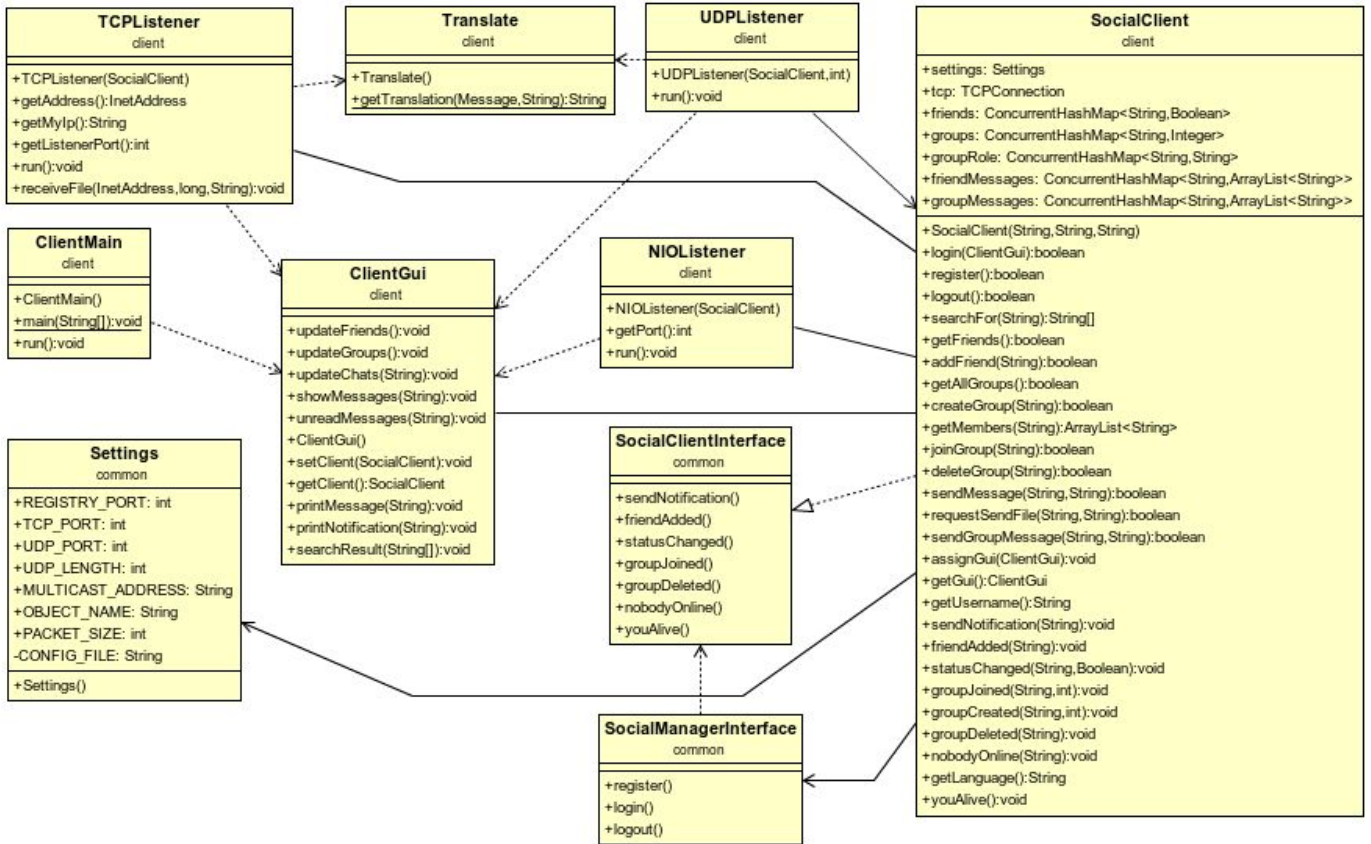 TCPListener
client
+TCPListener(SocialClient)
+getAddress():InetAddress
+getMyIp():String
+getListenerPort():int
+run():void
+receiveFile(InetAddress,long,String):void
Translate
client
+Translate()
+getTranslation(Message,String):String
UDPListener
client
+UDPListener(SocialClient,int)
+run():void
SocialClient
client
+settings: Settings
+tcp: TCPConnection
+friends: ConcurrentHashMap<String,Boolean>
+groups: ConcurrentHashMap<String,Integer>
+groupRole: ConcurrentHashMap<String,String>
+friendMessages: ConcurrentHashMap<String,ArrayList<String>>
+groupMessages: ConcurrentHashMap<String,ArrayList<String>>
+SocialClient(String,String,String)
+login(ClientGui):boolean
+register():boolean
+logout():boolean
+searchFor(String):String[]
+getFriends():boolean
+addFriend(String):boolean
+getAllGroups():boolean
+createGroup(String):boolean
+getMembers(String):ArrayList<String>
+joinGroup(String):boolean
+deleteGroup(String):boolean
+sendMessage(String,String):boolean
+requestSendFile(String,String):boolean
+sendGroupMessage(String,String):boolean
+assignGui(ClientGui):void
+getGui():ClientGui
+getUsername():String
+sendNotification(String):void
+friendAdded(String):void
+statusChanged(String,Boolean):void
+groupJoined(String,int):void
+groupCreated(String,int):void
+groupDeleted(String):void
+nobodyOnline(String):void
+getLanguage():String
+youAlive():void
ClientMain
client
+ClientMain()
+main(String[]):void
+run():void
ClientGui
client
+updateFriends():void
+updateGroups():void
+updateChats(String):void
+showMessages(String):void
+unreadMessages(String):void
+ClientGui()
+setClient(SocialClient):void
+getClient():SocialClient
+printMessage(String):void
+printNotification(String):void
+searchResult(String[]):void
NIOListener
client
+NIOListener(SocialClient)
+getPort():int
+run():void
Settings
common
+REGISTRY_PORT: int
+TCP_PORT: int
+UDP_PORT: int
+UDP_LENGTH: int
+MULTICAST_ADDRESS: String
+OBJECT_NAME: String
+PACKET_SIZE: int
-CONFIG_FILE: String
+Settings()
SocialClientInterface
common
+sendNotification()
+friendAdded()
+statusChanged()
+groupJoined()
+groupDeleted()
+nobodyOnline()
+youAlive()
SocialManagerInterface
common
+register()
+login()
+logout()